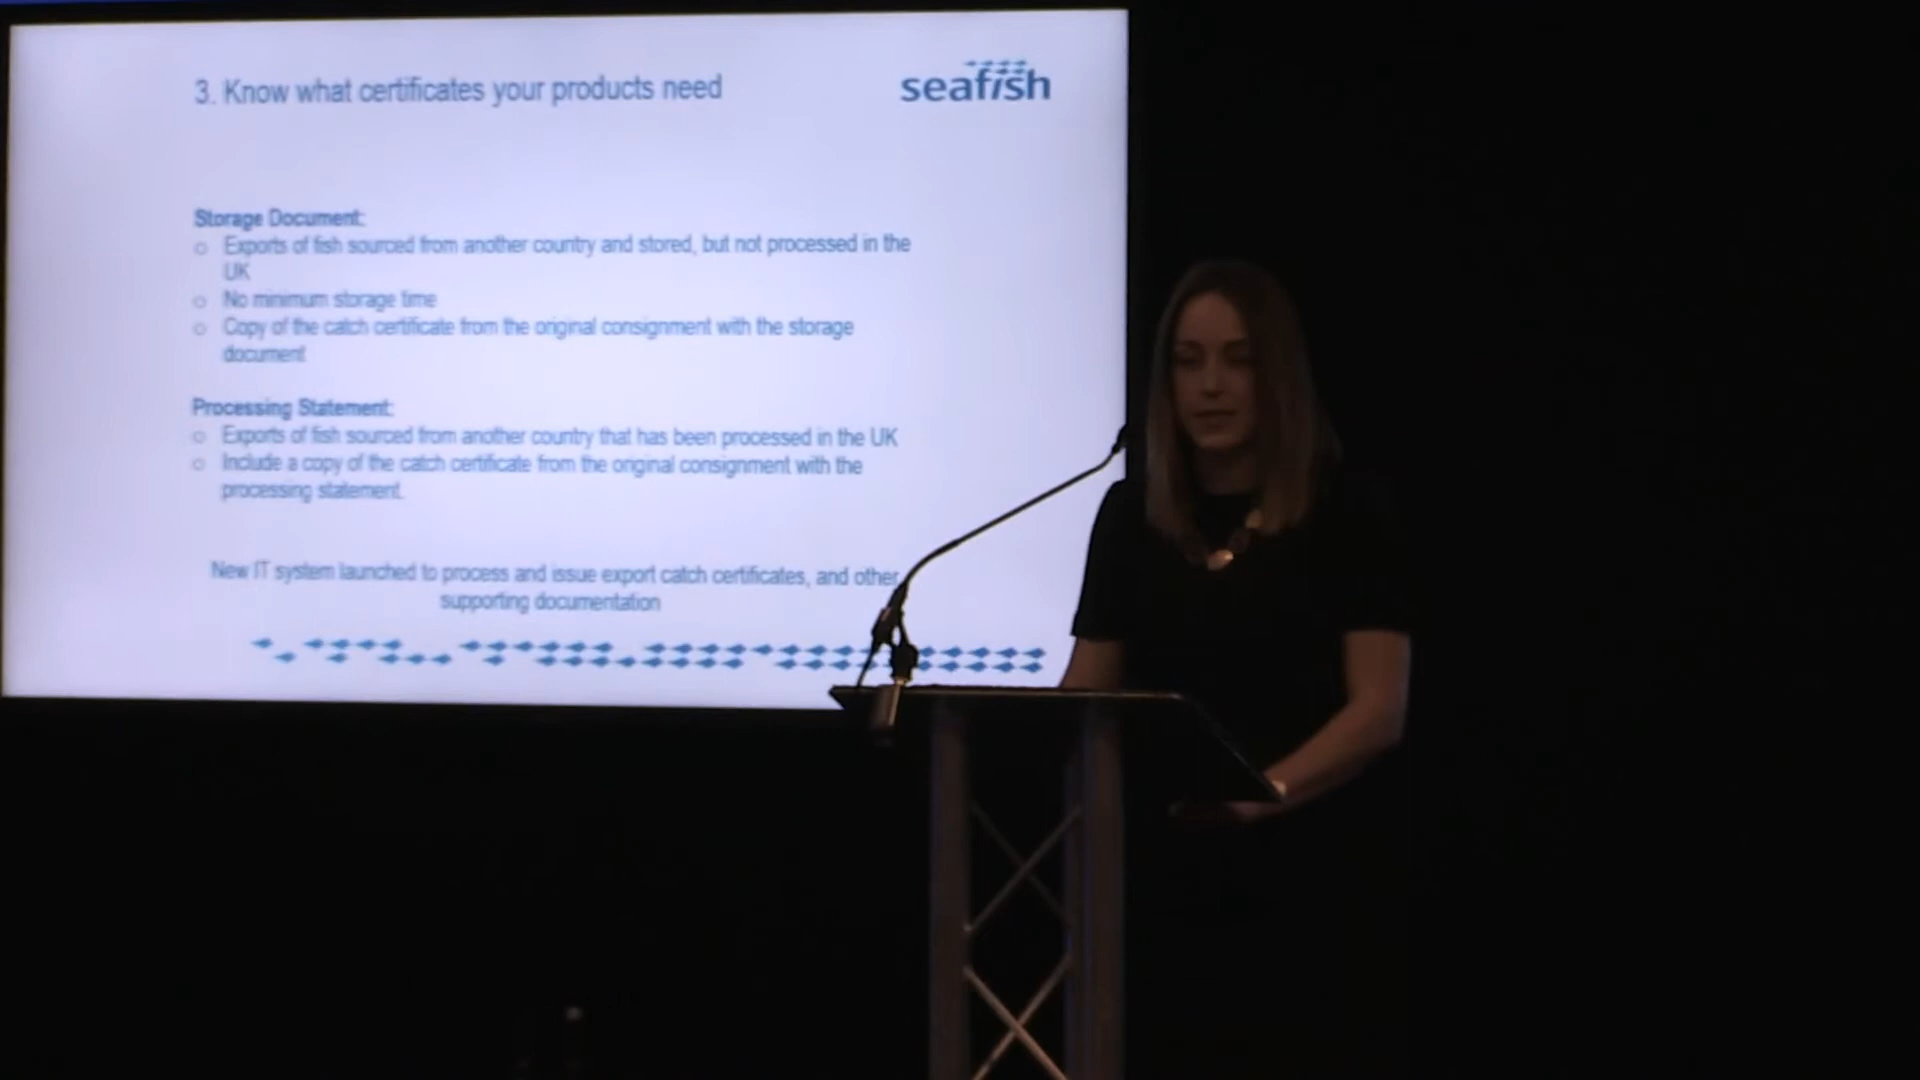 3. Know what certificates your products need
seafish
Storage Document:
Exports of fish sourced from another country and stored, but not processed in the
UK
No minimum storage time
Copy of the catch certificate from the original consignment with the storage
document
Processing Statement:
Exports of fish sourced from another country that has been processed in the UK
Include a copy of the catch certificate from the original consignment with the
processing statement.
New IT system launched to process and issue export catch certificates, and other
supporting documentation